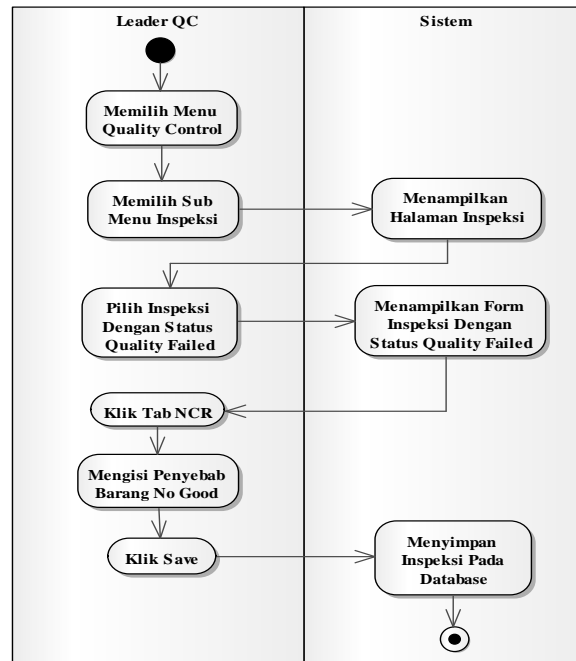 Leader QC
Sistem
Memilih Menu
Quality Control
Memilih Sub
Menu Inspeksi
Menampilkan
Halaman Inspeksi
Pilih Inspeksi
Dengan Status
Quality Failed
Menampilkan Form
Inspeksi Dengan
Status Quality Failed
Klik Tab NCR
Mengisi Penyebab
Barang No Good
Klik Save
Menyimpan
Inspeksi Pada
Database